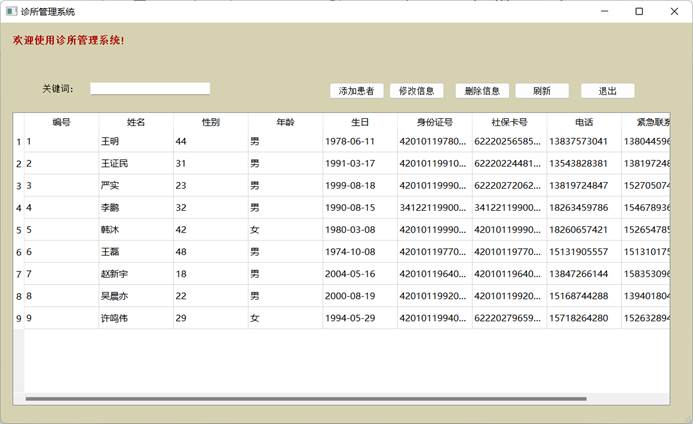 诊所管理系统
欢迎使用诊所管理系统!
关键词: 添加患者 修改信息 删除信息 刷新 退出
编号 姓名 性别 年龄 生日 身份证号 社保卡号 电话 紧急联系
1 1 王明 44 男 1978-06-11 42010119780... 62220256585... 13837573041 138044596
2 2 王证民 31 男 1991-03-17 42010119910... 62220224481... 13543828381 138197248
3 3 严实 23 男 1999-08-18 42010119990... 62220272062... 13819724847 152705074
4 4 李鹏 32 男 1990-08-15 34122119900... 34122119900... 18263459786 154678936
5 5 韩沐 42 女 1980-03-08 42010119990... 42010119990... 18260657421 152654785
6 6 王磊 48 男 1974-10-08 42010119770... 42010119770... 15131905557 151310175
7 7 赵新宇 18 男 2004-05-16 42010119640... 42010119640... 13847266144 158353096
8 8 吴晨亦 22 男 2000-08-19 42010119920... 42010119920... 15168744288 139401804
9 9 许鸣伟 29 女 1994-05-29 42010119940... 62220279659... 15718264280 152632894